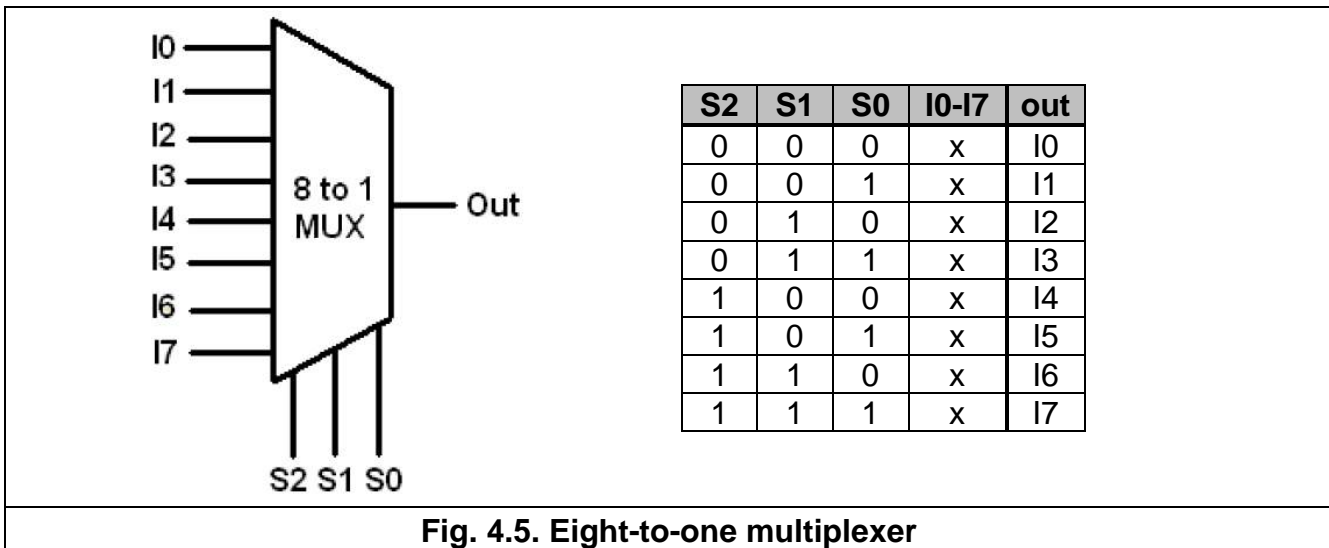 I0
I1
I2
I3
I4
I5
I6
I7
8 to 1
MUX
Out
S2 S1 S0
S2 S1 S0 I0-I7 out
0 0 0 x I0
0 0 1 x I1
0 1 0 x I2
0 1 1 x I3
1 0 0 x I4
1 0 1 x I5
1 1 0 x I6
1 1 1 x I7
Fig. 4.5. Eight-to-one multiplexer